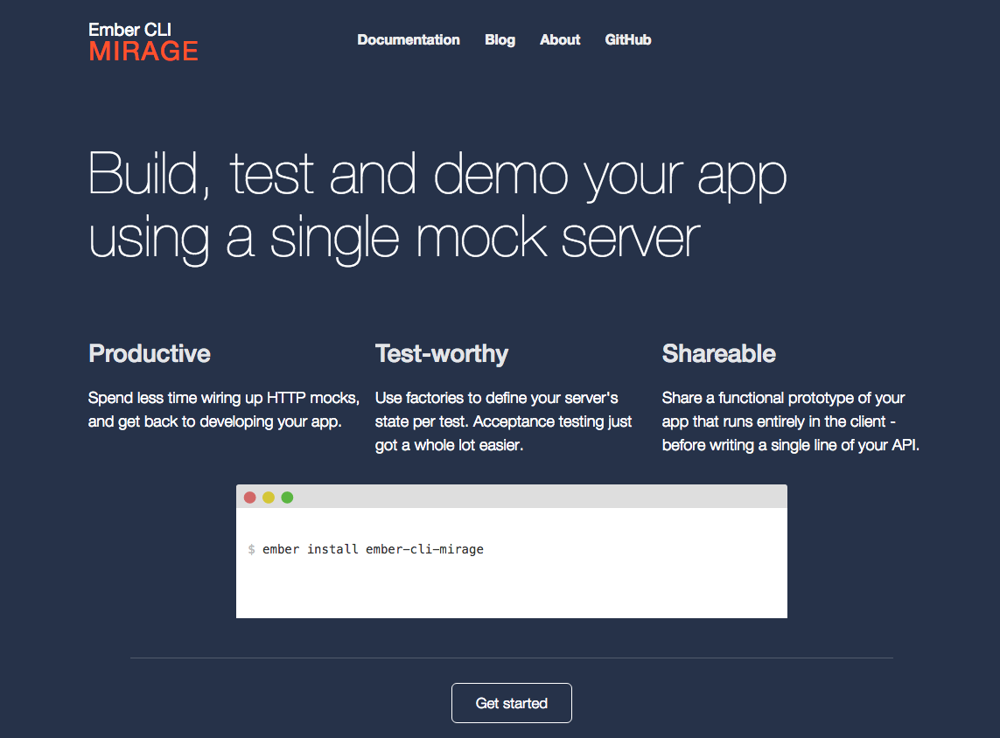 Ember CLI
MIRAGE
Documentation Blog About GitHub
Build, test and demo your app
using a single mock server
Productive
Spend less time wiring up HTTP mocks,
and get back to developing your app.
Test-worthy
Use factories to define your server's
state per test. Acceptance testing just
got a whole lot easier.
Shareable
Share a functional prototype of your
app that runs entirely in the client -
before writing a single line of your API.
$ ember install ember-cli-mirage
Get started